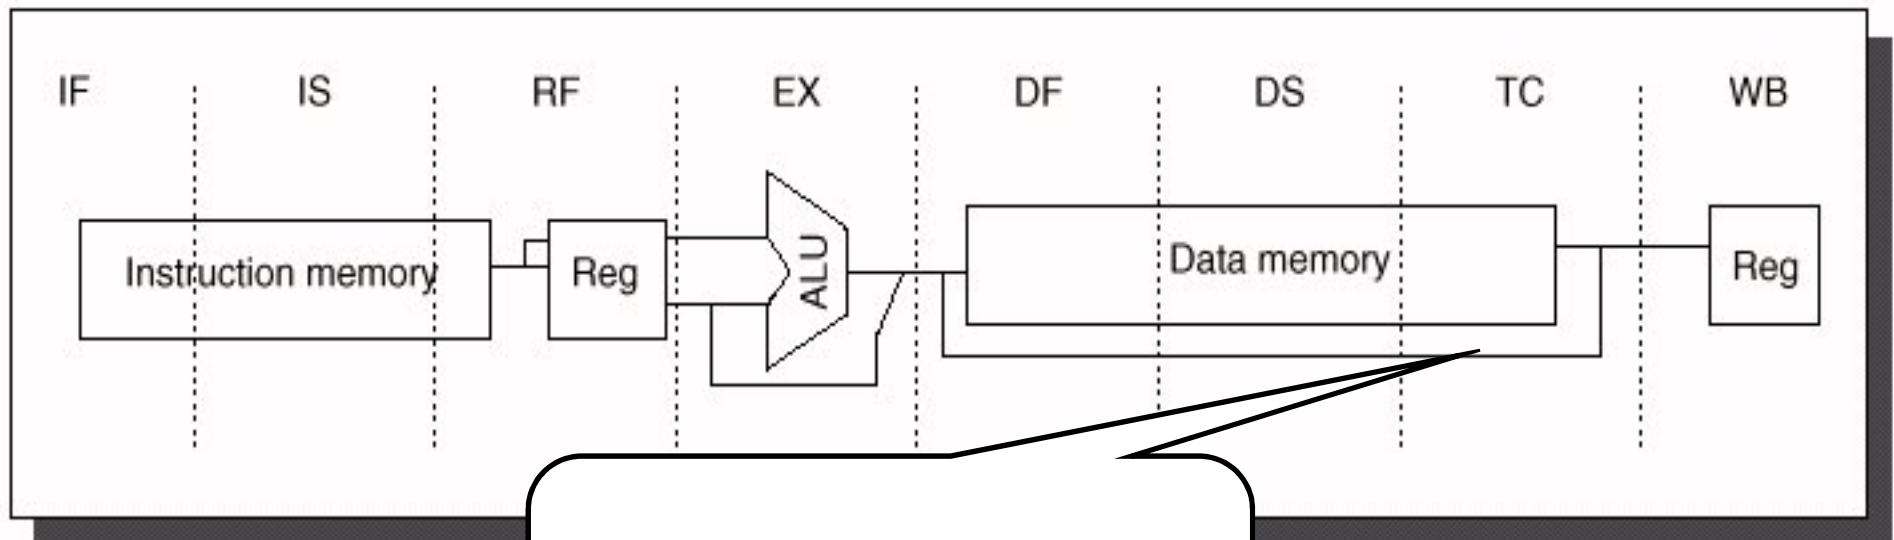 IF IS RF EX DF DS TC WB
Instruction memory Reg ALU Data memory Reg